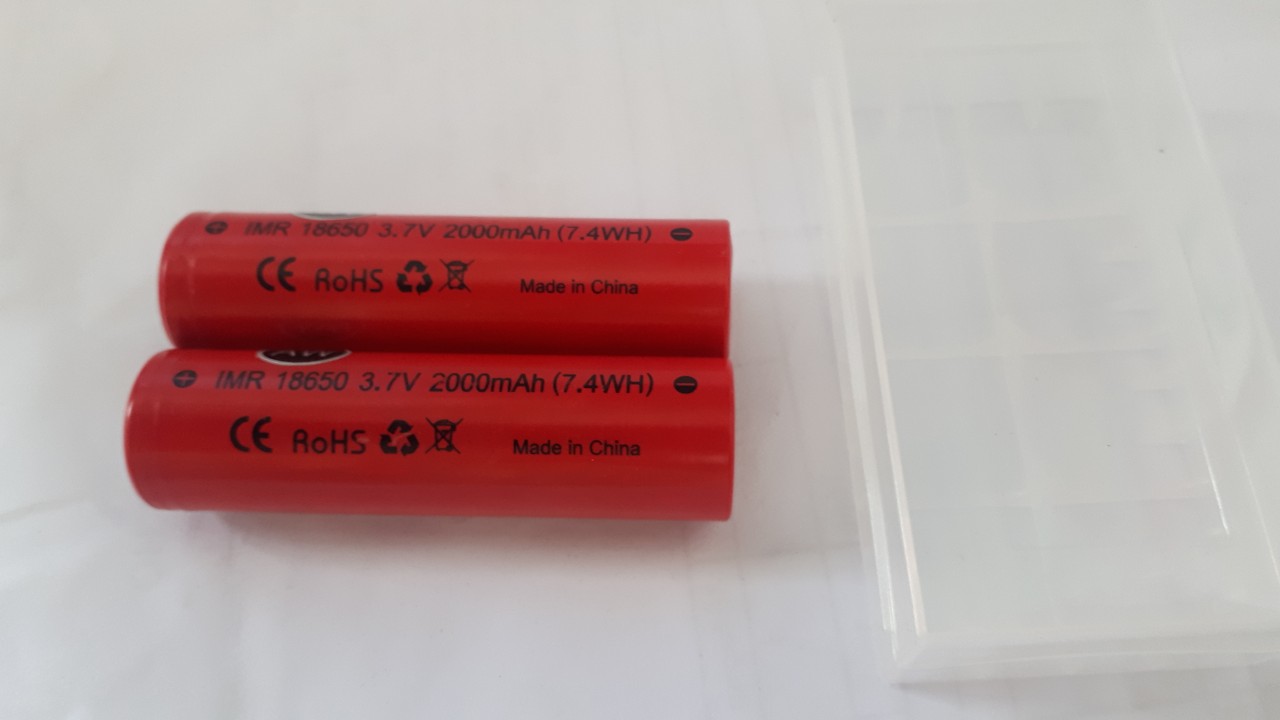 IMR 18650 3.7V 2000mAh (7.4WH)
CE RoHS
Made in China
IMR 18650 3.7V 2000mAh (7.4WH)
CE RoHS
Made in China